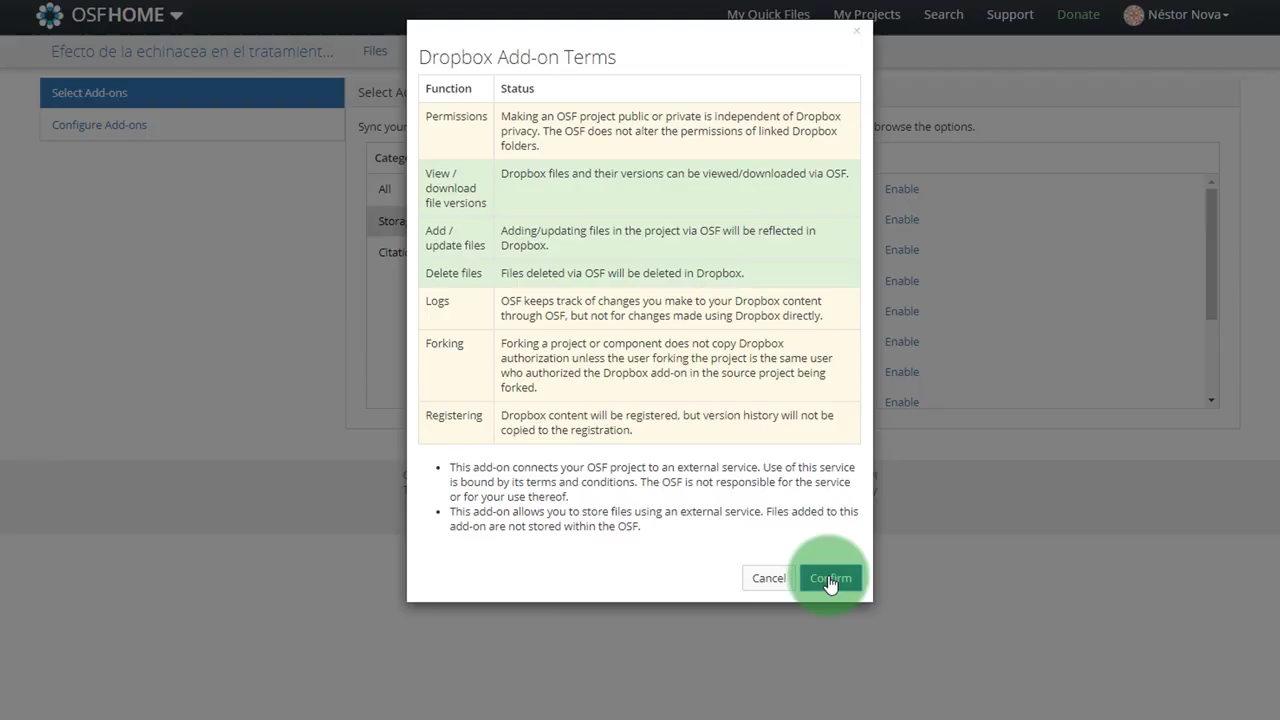 OSFHOME
My Quick Files
My Projects
Search
Support
Donate
Néstor Nova
Efecto de la echinacea en el tratamient...
Files
Select Add-ons
Configure Add-ons
Select A
Sync your
browse the options.
All
Enable
Enable
Enable
Enable
Enable
Enable
Enable
Enable
×
Dropbox Add-on Terms
Function
Status
Permissions
Making an OSF project public or private is independent of Dropbox
privacy. The OSF does not alter the permissions of linked Dropbox
folders.
View /
download
file versions
Dropbox files and their versions can be viewed/downloaded via OSF.
Add /
update files
Adding/updating files in the project via OSF will be reflected in
Dropbox.
Delete files
Files deleted via OSF will be deleted in Dropbox.
Logs
OSF keeps track of changes you make to your Dropbox content
through OSF, but not for changes made using Dropbox directly.
Forking
Forking a project or component does not copy Dropbox
authorization unless the user forking the project is the same user
who authorized the Dropbox add-on in the source project being
forked.
Registering
Dropbox content will be registered, but version history will not be
copied to the registration.
• This add-on connects your OSF project to an external service. Use of this service
is bound by its terms and conditions. The OSF is not responsible for the service
or for your use thereof.
• This add-on allows you to store files using an external service. Files added to this
add-on are not stored within the OSF.
Cancel
Confirm